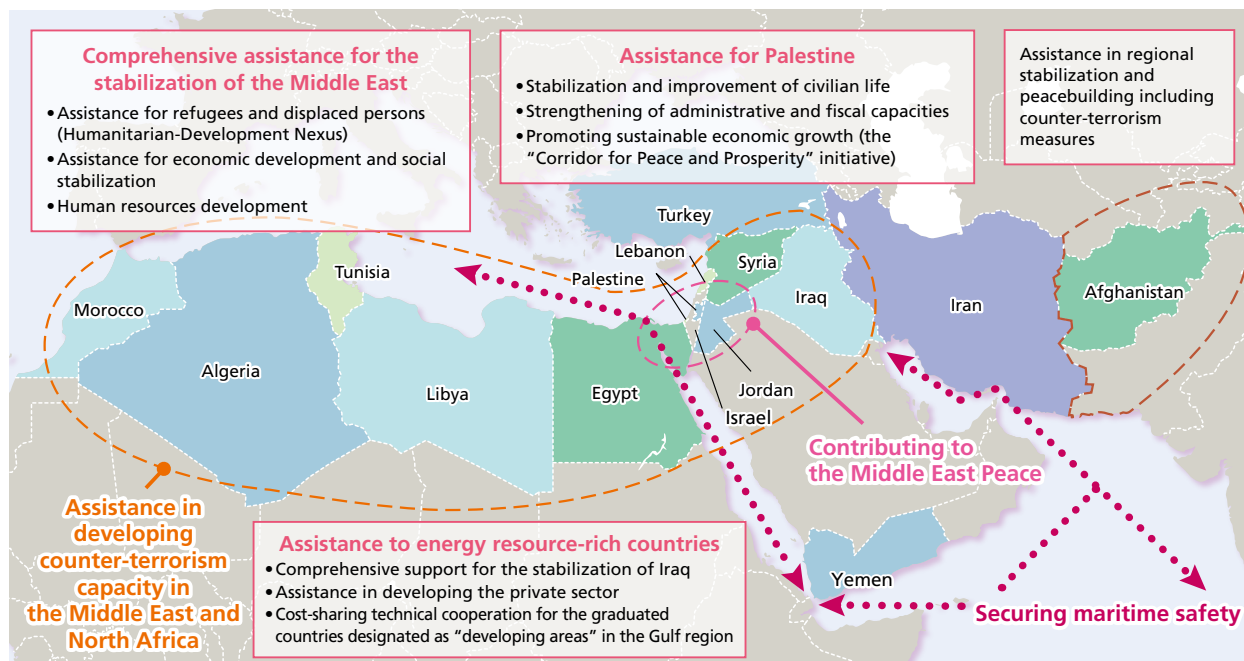 Comprehensive assistance for the
stabilization of the Middle East
•Assistance for refugees and displaced persons
(Humanitarian-Development Nexus)
•Assistance for economic development and social
stabilization
•Human resources development
Assistance for Palestine
•Stabilization and improvement of civilian life
•Strengthening of administrative and fiscal capacities
•Promoting sustainable economic growth (the
“Corridor for Peace and Prosperity” initiative)
Assistance in regional
stabilization and
peacebuilding including
counter-terrorism
measures
Turkey
Lebanon
Syria
Tunisia
Palestine
Iraq
Iran
Afghanistan
Morocco
Algeria
Libya
Egypt
Jordan
Israel
Contributing to
the Middle East Peace
Assistance in
developing
counter-terrorism
capacity in
the Middle East and
North Africa
Assistance to energy resource-rich countries
•Comprehensive support for the stabilization of Iraq
•Assistance in developing the private sector
•Cost-sharing technical cooperation for the graduated
countries designated as “developing areas” in the Gulf region
Yemen
Securing maritime safety